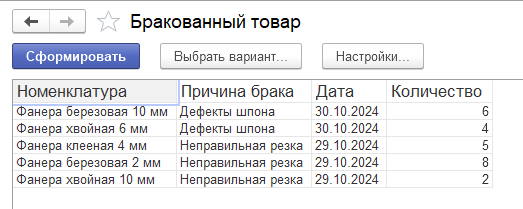 Бракованный товар
Сформировать Выбрать вариант... Настройки...
Номенклатура Причина брака Дата Количество
Фанера березовая 10 мм Дефекты шпона 30.10.2024 6
Фанера хвойная 6 мм Дефекты шпона 30.10.2024 4
Фанера клееная 4 мм Неправильная резка 29.10.2024 5
Фанера березовая 2 мм Неправильная резка 29.10.2024 8
Фанера хвойная 10 мм Неправильная резка 29.10.2024 2